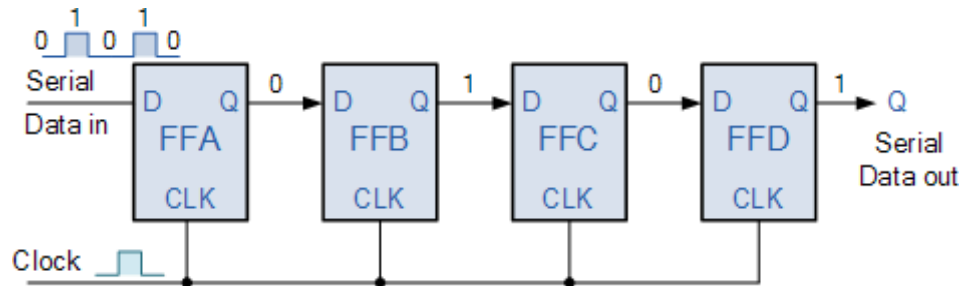 1 1
0 0 0
Serial
Data in
D Q 0 D Q 1 D Q 0 D Q 1 Q
FFA FFB FFC FFD
Serial
Data out
CLK CLK CLK CLK
Clock